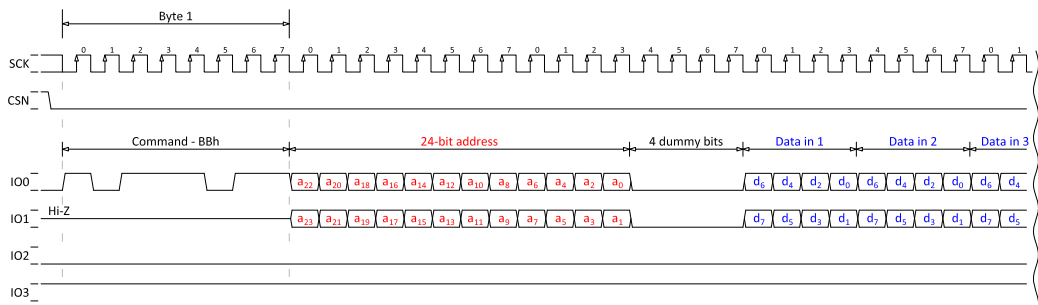 Byte 1
0 1 2 3 4 5 6 7 0 1 2 3 4 5 6 7 0 1 2 3 4 5 6 7 0 1 2 3 4 5 6 7 0 1
SCK
CSN
Command - BBh 24-bit address 4 dummy bits Data in 1 Data in 2 Data in 3
IO0 a22 a20 a18 a16 a14 a12 a10 a8 a6 a4 a2 a0 d6 d4 d2 d0 d6 d4 d2 d0 d6 d4
Hi-Z
IO1 a23 a21 a19 a17 a15 a13 a11 a9 a7 a5 a3 a1 d7 d5 d3 d1 d7 d5 d3 d1 d7 d5
IO2
IO3